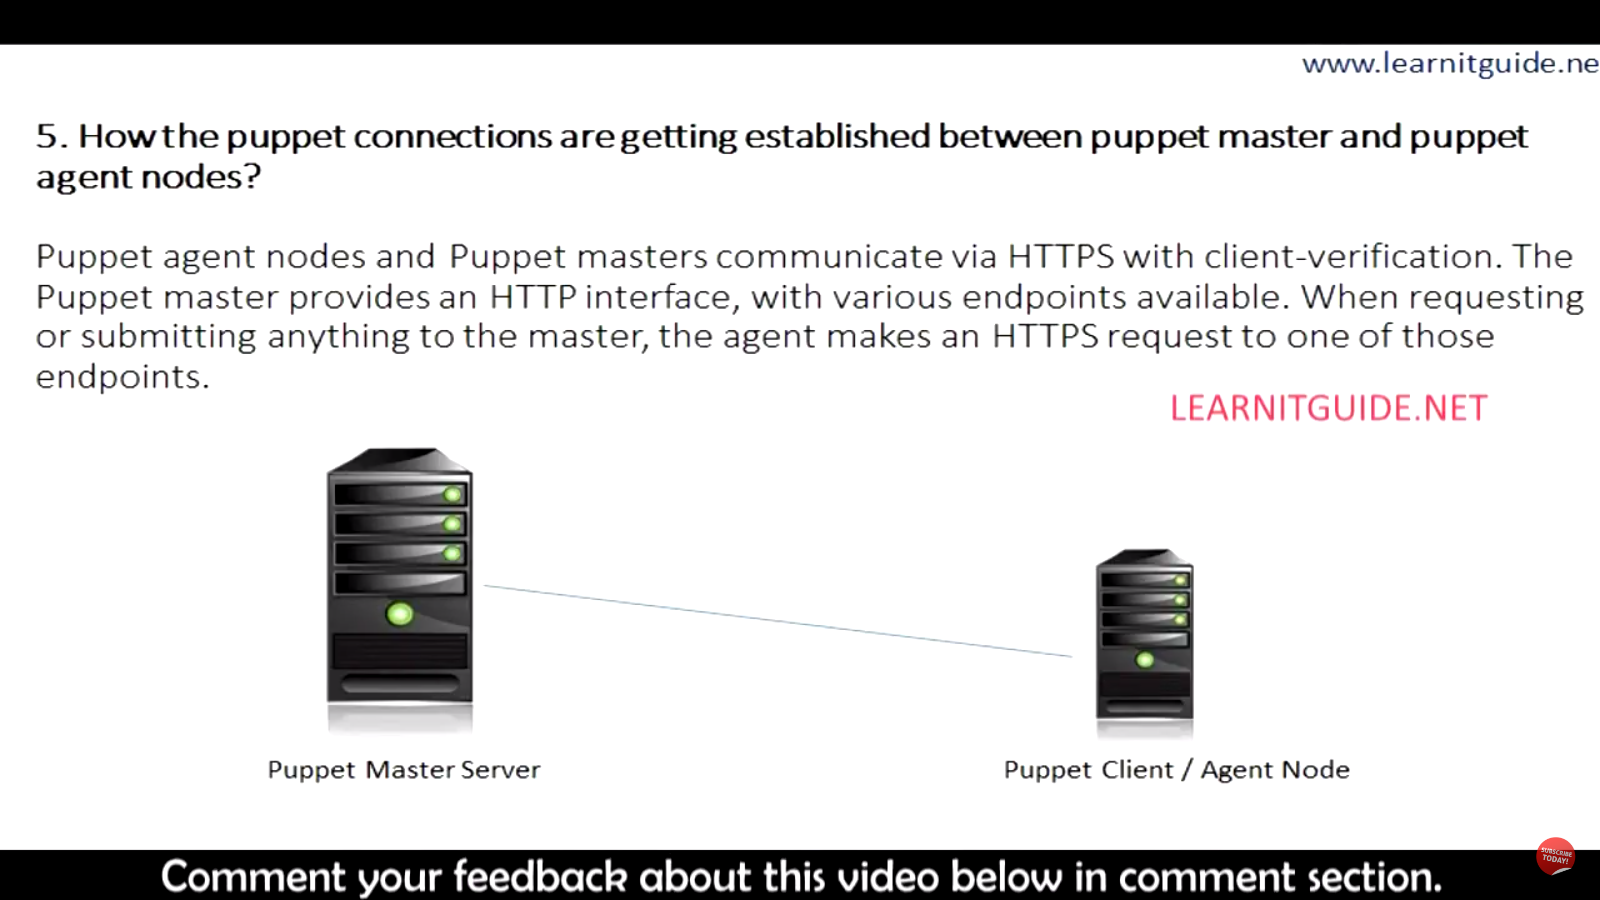 www.learnitguide.ne
5. How the puppet connections are getting established between puppet master and puppet
agent nodes?
Puppet agent nodes and Puppet masters communicate via HTTPS with client-verification. The
Puppet master provides an HTTP interface, with various endpoints available. When requesting
or submitting anything to the master, the agent makes an HTTPS request to one of those
endpoints.
LEARNITGUIDE.NET
Puppet Master Server
Puppet Client / Agent Node
SUBSCRIBE
TODAY!
Comment your feedback about this video below in comment section.